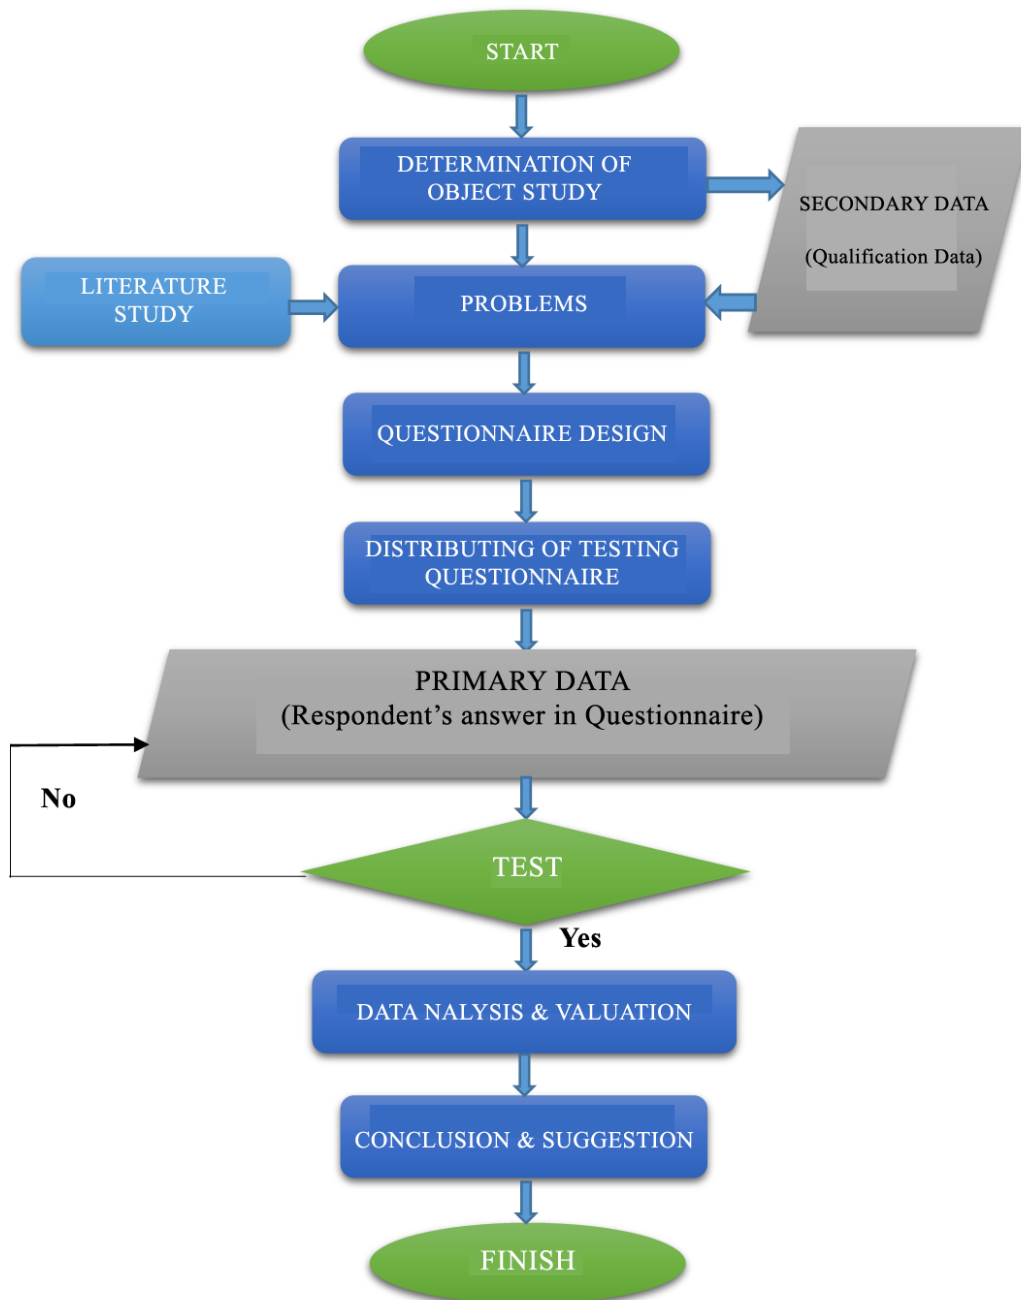 START
DETERMINATION OF
OBJECT STUDY
SECONDARY DATA
(Qualification Data)
LITERATURE
STUDY
PROBLEMS
QUESTIONNAIRE DESIGN
DISTRIBUTING OF TESTING
QUESTIONNAIRE
PRIMARY DATA
(Respondent’s answer in Questionnaire)
No
TEST
Yes
DATA NALYSIS & VALUATION
CONCLUSION & SUGGESTION
FINISH